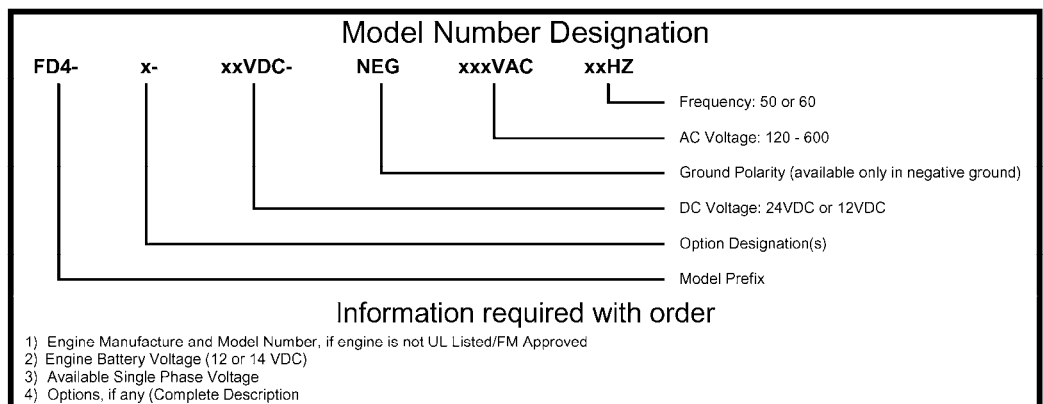 Model Number Designation
FD4- x- xxVDC- NEG xxxVAC xxHZ
Frequency: 50 or 60
AC Voltage: 120 - 600
Ground Polarity (available only in negative ground)
DC Voltage: 24VDC or 12VDC
Option Designation(s)
Model Prefix
Information required with order
1) Engine Manufacture and Model Number, if engine is not UL Listed/FM Approved
2) Engine Battery Voltage (12 or 14 VDC)
3) Available Single Phase Voltage
4) Options, if any (Complete Description